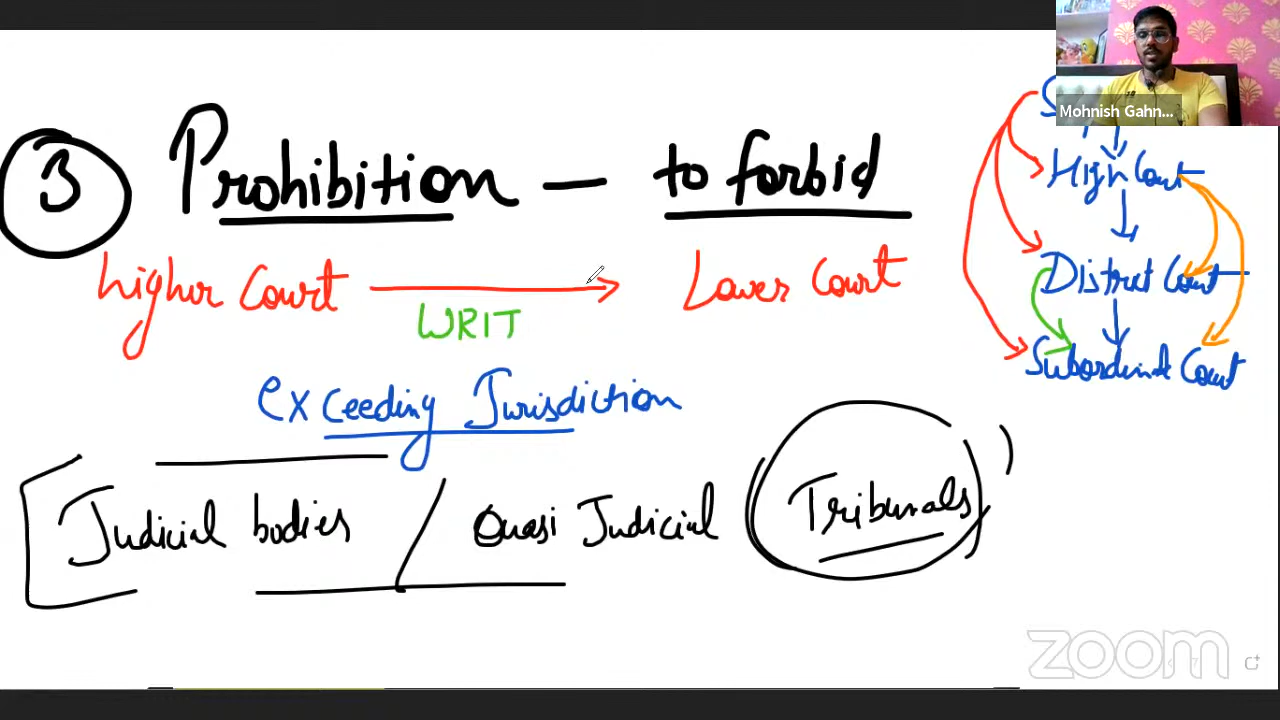 Mohnish Gahn...
S
3 Prohibition — to forbid
High Court
Higher Court → Lower Court
District Court
WRIT
Subordinate Court
exceeding Jurisdiction
Judicial bodies / Quasi Judicial (Tribunals)
zoom